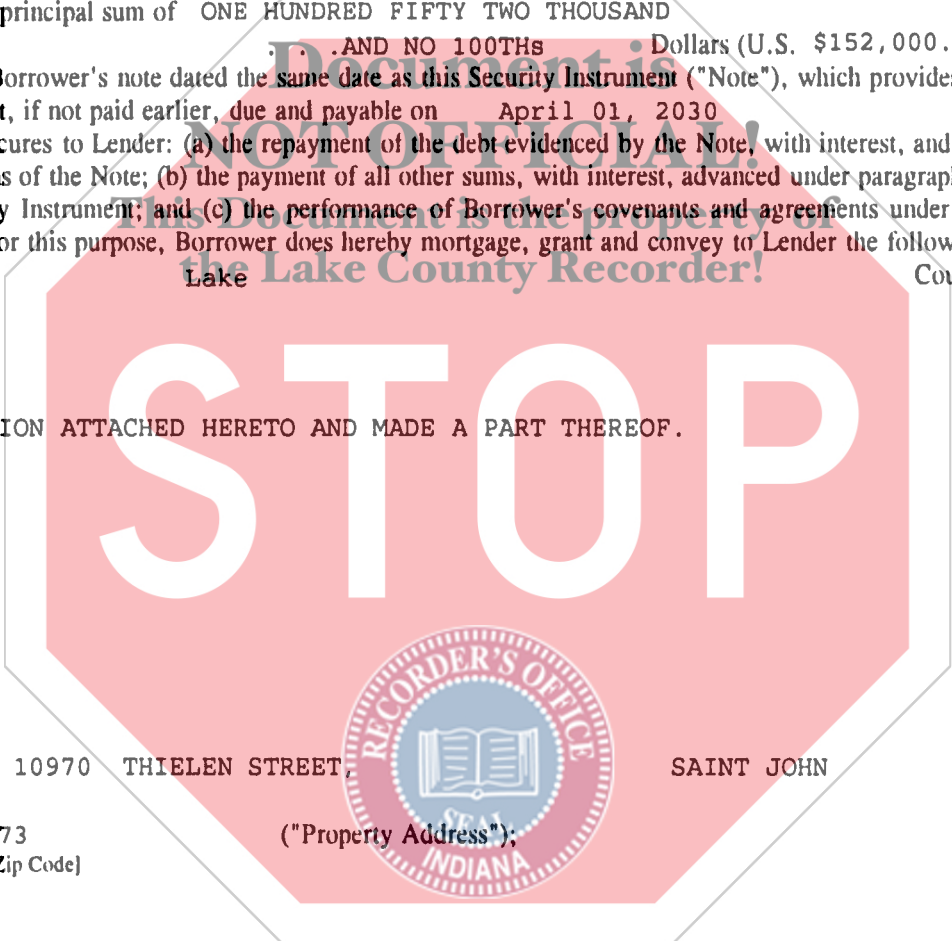 principal sum of ONE HUNDRED FIFTY TWO THOUSAND
. . .AND NO 100THs Dollars (U.S. $152,000.
Document is
Borrower's note dated the same date as this Security Instrument ("Note"), which provide
t, if not paid earlier, due and payable on April 01, 2030
NOT OFFICIAL!
cures to Lender: (a) the repayment of the debt evidenced by the Note, with interest, and
s of the Note; (b) the payment of all other sums, with interest, advanced under paragrap
This Document is the property of
y Instrument; and (c) the performance of Borrower's covenants and agreements under
or this purpose, Borrower does hereby mortgage, grant and convey to Lender the follow
the Lake County Recorder!
Lake Cou
STOP
ION ATTACHED HERETO AND MADE A PART THEREOF.
RECORDER'S OFFICE
10970 THIELEN STREET, SAINT JOHN
SEAL
73 ("Property Address");
INDIANA
Zip Code]